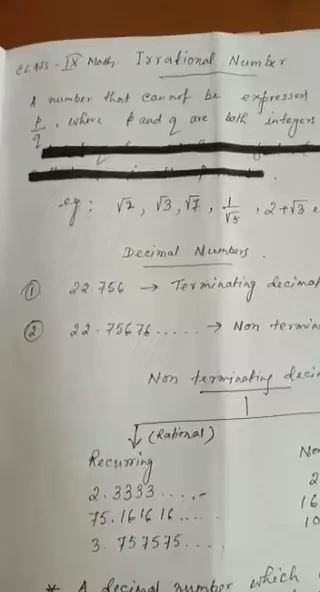 CLASS - IX Math Irrational Number
A number that cannot be expressed
p/q, where p and q are both integers
eg: √2, √3, √7, 1/√5, 2+√3
Decimal Numbers.
① 22 756 → Terminating decimal
② 22.75676..... → Non termin
Non terminating deci
(Rational)
Recurring Non
2.3333..... 2
75.161616.... 16
3.757575..... 10
* A decimal number which